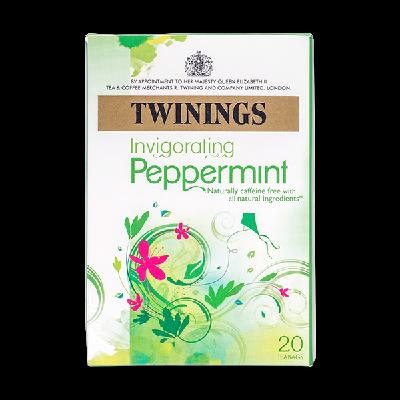 BY APPOINTMENT TO HER MAJESTY QUEEN ELIZABETH II
TEA & COFFEE MERCHANTS R. TWINING AND COMPANY LIMITED, LONDON.
TWININGS
Invigorating
Peppermint
Naturally caffeine free with
all natural ingredients
20
TEABAGS